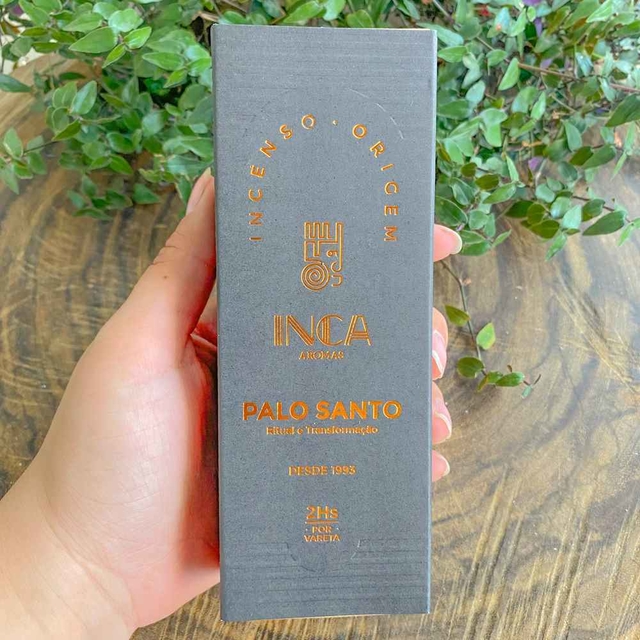 INCENSO · ORIGEM
INCA
AROMAS
PALO SANTO
Ritual e Transformação
DESDE 1993
2Hs
POR
VARETA